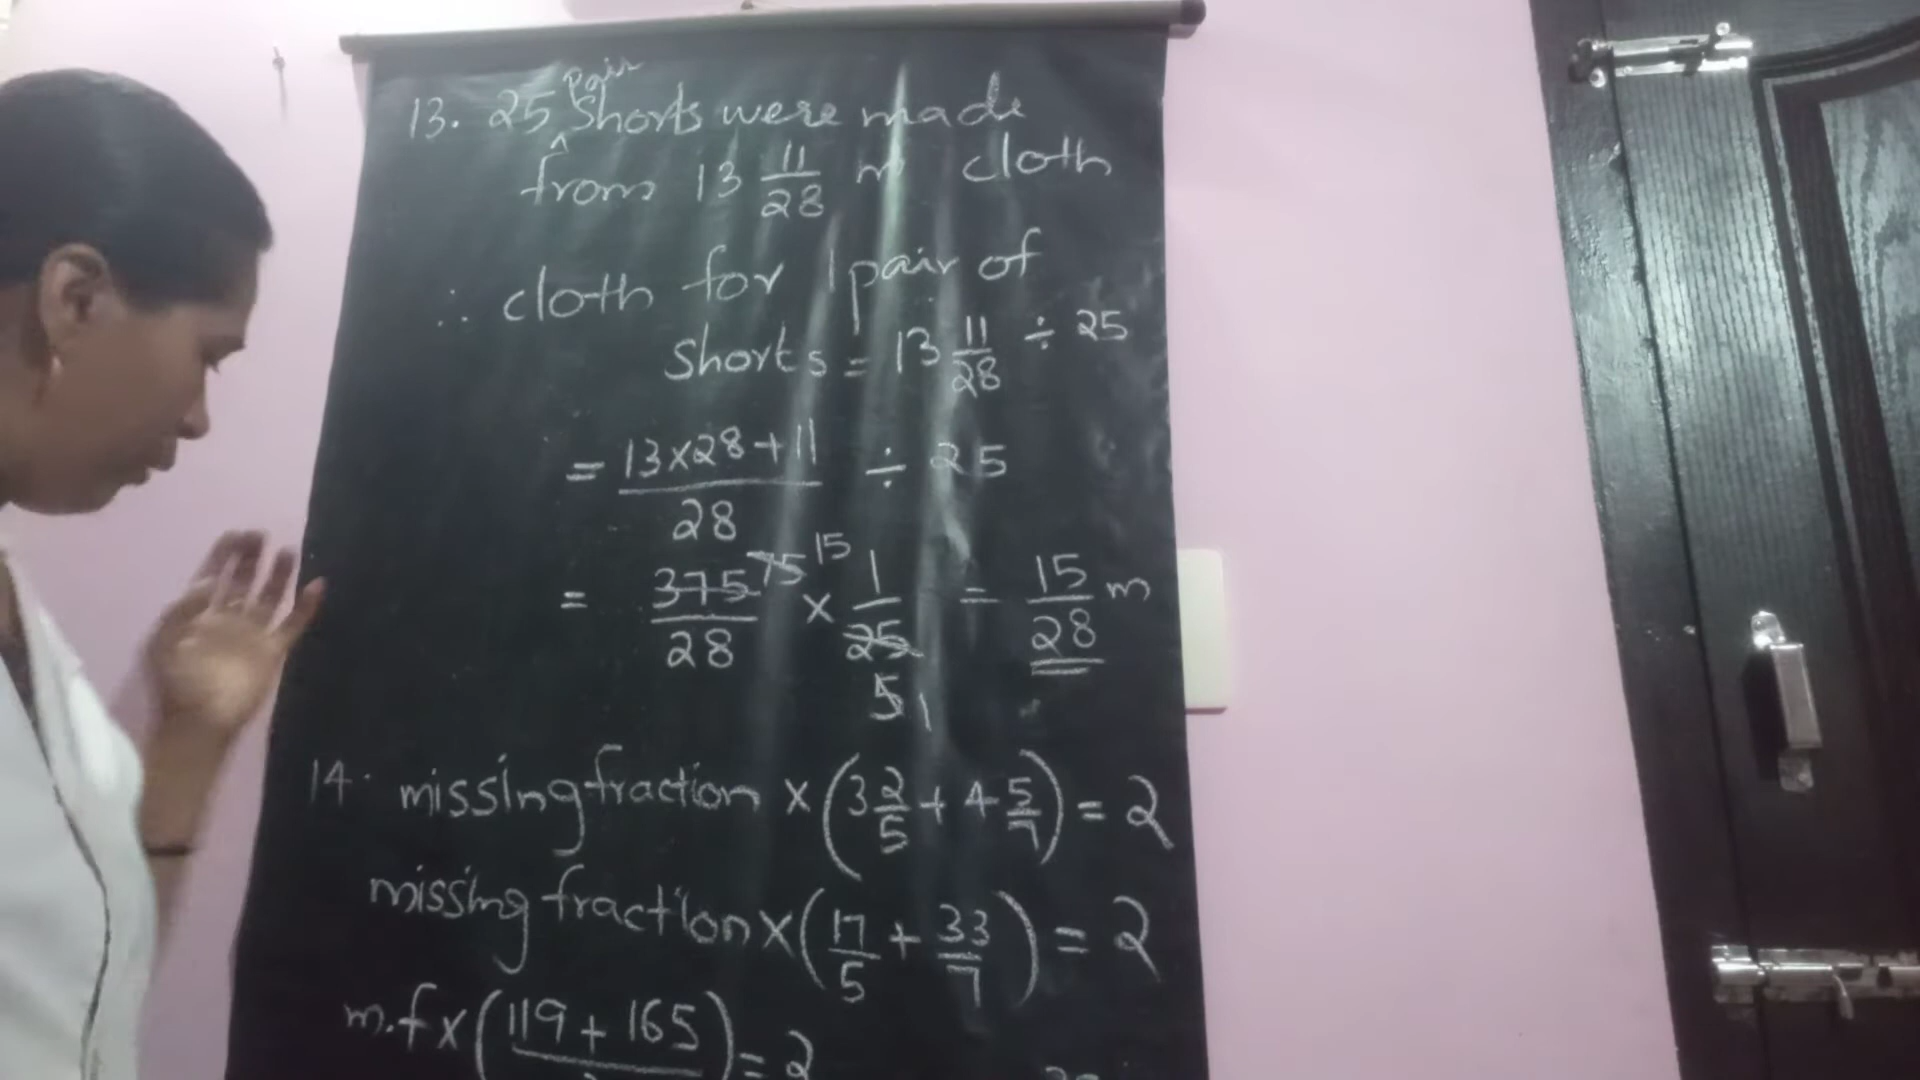 Pair
13. 25 ^ Shorts were made
from 13 11/28 m cloth
∴ cloth for 1 pair of
Shorts = 13 11/28 ÷ 25
= 13×28+11/28 ÷ 25
= 375/28 75 15 × 1/25 5 1 = 15/28 m
14. missing fraction × (3 2/5 + 4 5/7) = 2
missing fraction × (17/5 + 33/7) = 2
m.f × (119 + 165) = 2